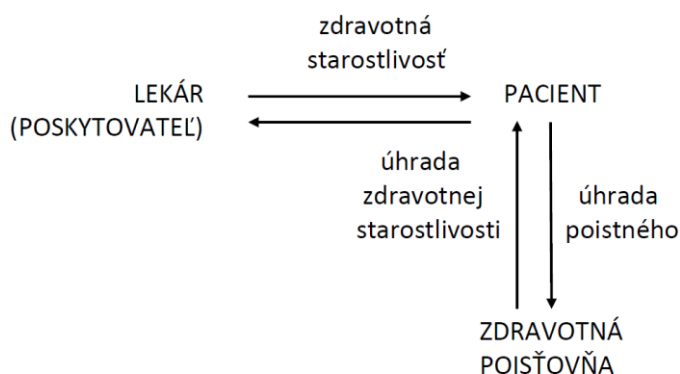 zdravotná
starostlivosť
LEKÁR
(POSKYTOVATEĽ)
PACIENT
úhrada
zdravotnej
starostlivosti
úhrada
poistného
ZDRAVOTNÁ
POISŤOVŇA